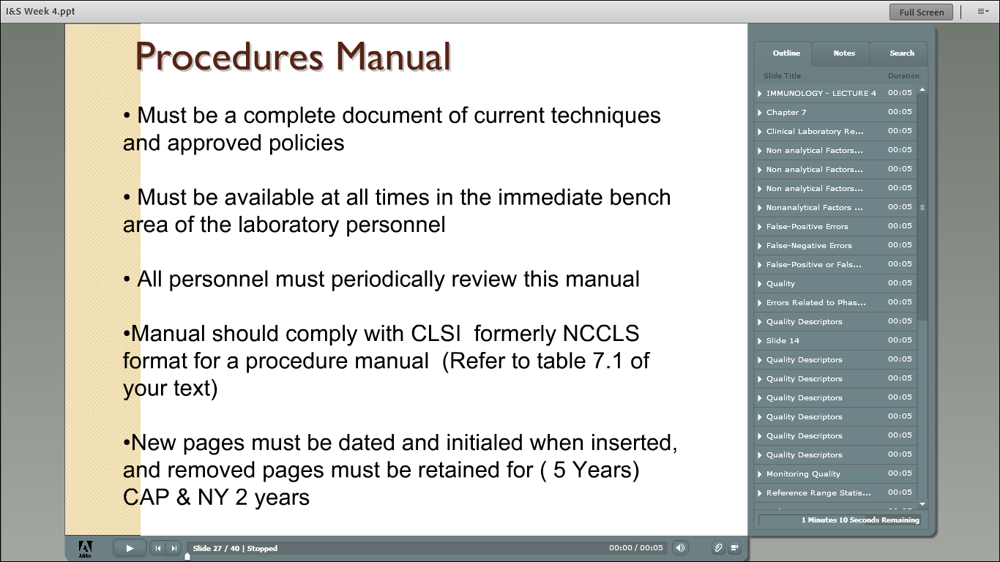 I&S Week 4.ppt
Full Screen
Procedures Manual
• Must be a complete document of current techniques
and approved policies
• Must be available at all times in the immediate bench
area of the laboratory personnel
• All personnel must periodically review this manual
•Manual should comply with CLSI  formerly NCCLS
format for a procedure manual  (Refer to table 7.1 of
your text)
•New pages must be dated and initialed when inserted,
and removed pages must be retained for ( 5 Years)
CAP & NY 2 years
Outline Notes Search
Slide Title Duration
IMMUNOLOGY - LECTURE 4 00:05
Chapter 7 00:05
Clinical Laboratory Re... 00:05
Non analytical Factors... 00:05
Non analytical Factors... 00:05
Non analytical Factors... 00:05
Nonanalytical Factors ... 00:05
False-Positive Errors 00:05
False-Negative Errors 00:05
False-Positive or Fals... 00:05
Quality 00:05
Errors Related to Phas... 00:05
Quality Descriptors 00:05
Slide 14 00:05
Quality Descriptors 00:05
Quality Descriptors 00:05
Quality Descriptors 00:05
Quality Descriptors 00:05
Quality Descriptors 00:05
Quality Descriptors 00:05
Monitoring Quality 00:05
Reference Range Statis... 00:05
1 Minutes 10 Seconds Remaining
Adobe
Slide 27 / 40 | Stopped 00:00 / 00:05